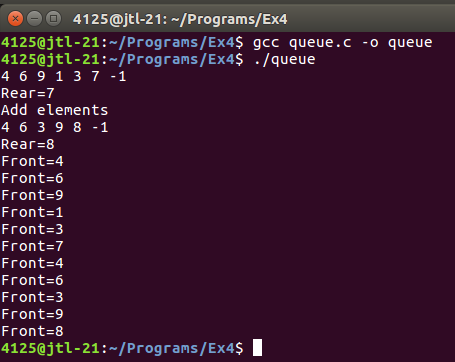 4125@jtl-21: ~/Programs/Ex4
4125@jtl-21:~/Programs/Ex4$ gcc queue.c -o queue
4125@jtl-21:~/Programs/Ex4$ ./queue
4 6 9 1 3 7 -1
Rear=7
Add elements
4 6 3 9 8 -1
Rear=8
Front=4
Front=6
Front=9
Front=1
Front=3
Front=7
Front=4
Front=6
Front=3
Front=9
Front=8
4125@jtl-21:~/Programs/Ex4$